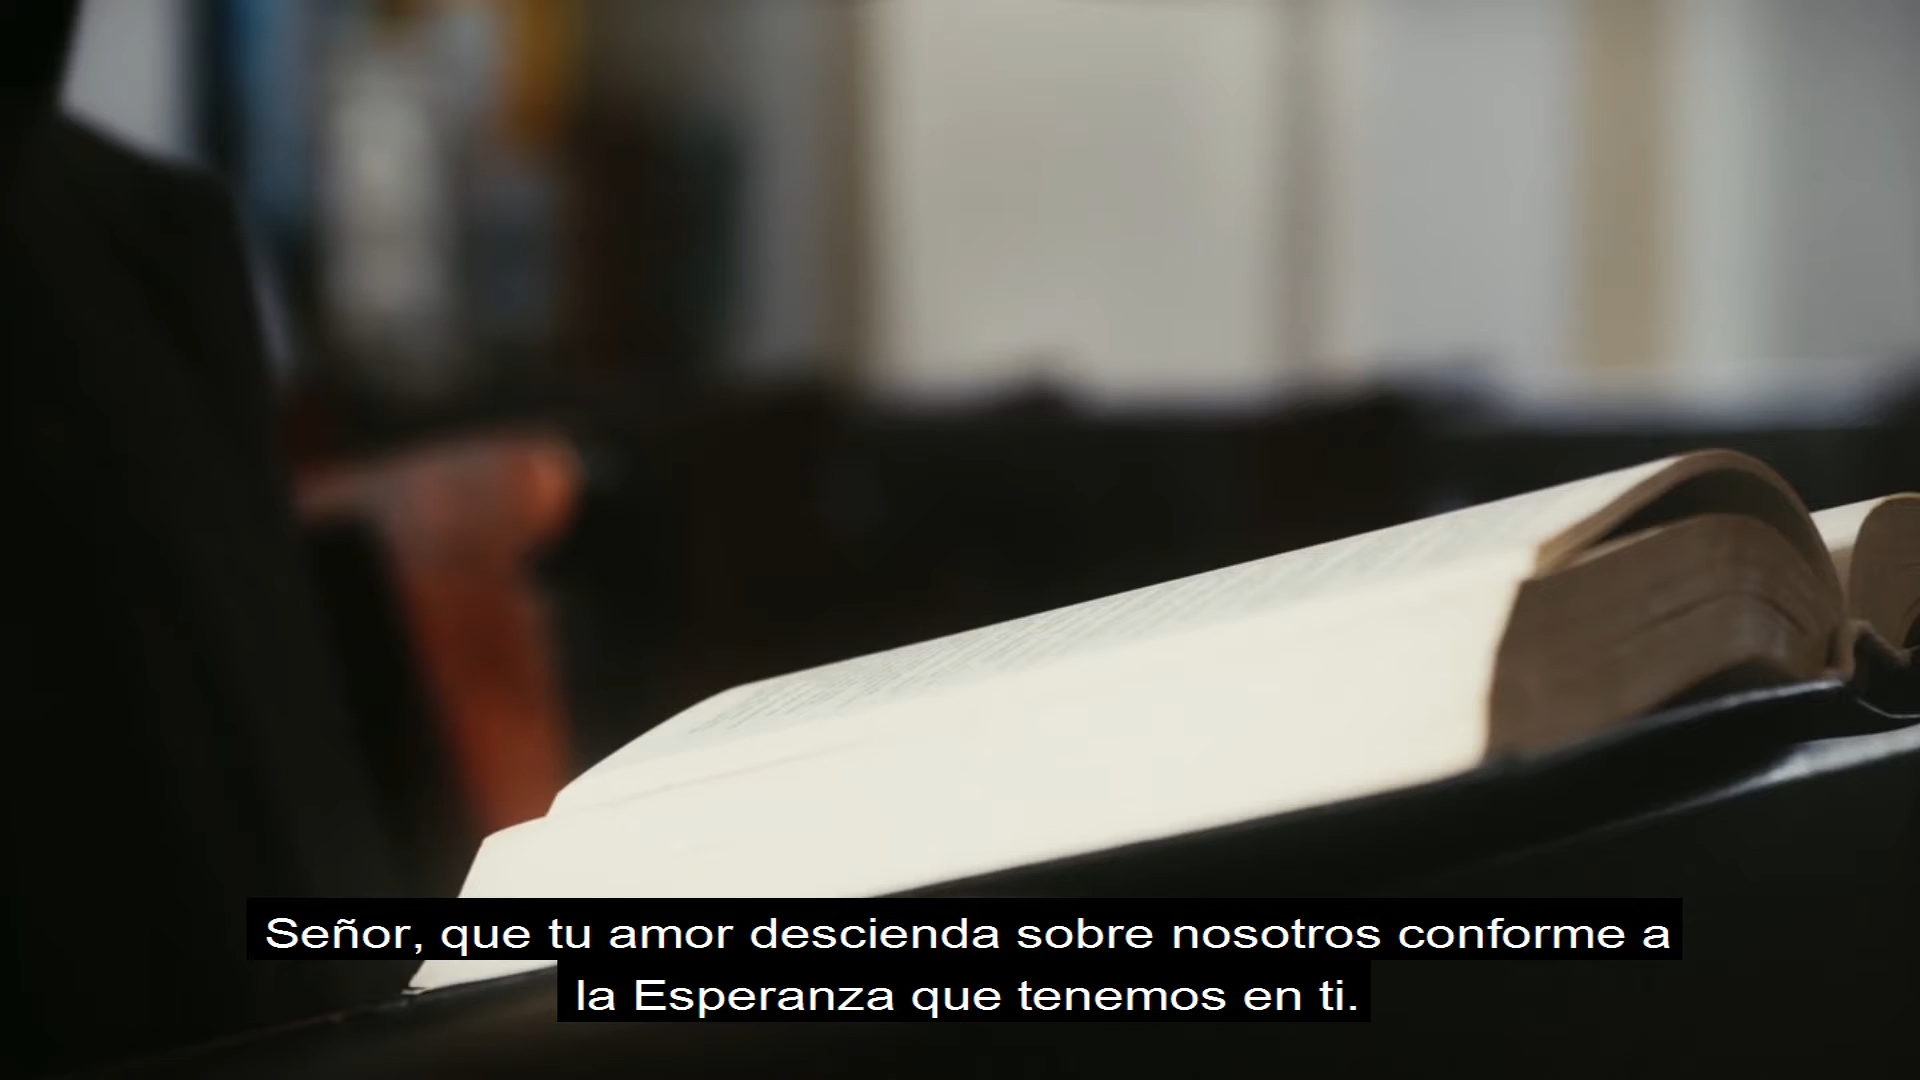 Señor, que tu amor descienda sobre nosotros conforme a
la Esperanza que tenemos en ti.